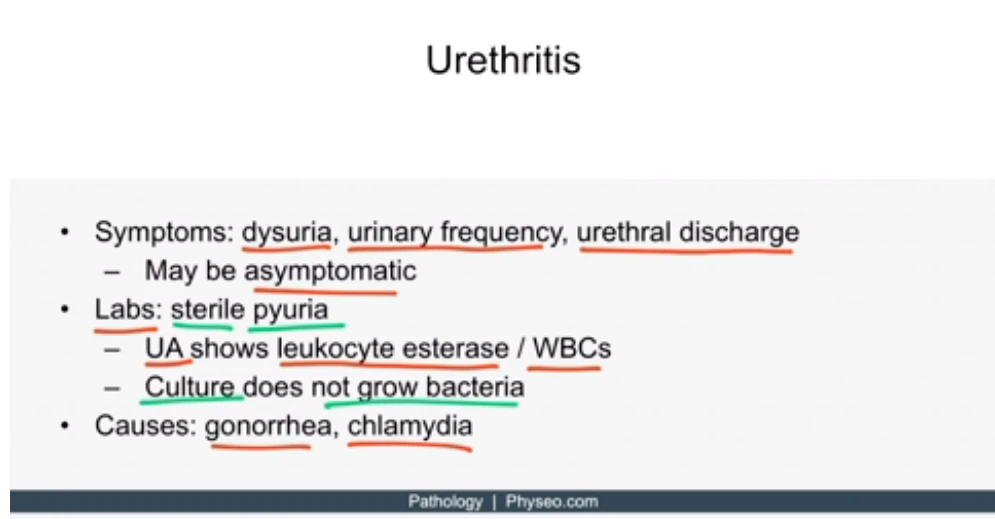 Urethritis
• Symptoms: dysuria, urinary frequency, urethral discharge
– May be asymptomatic
• Labs: sterile pyuria
– UA shows leukocyte esterase / WBCs
– Culture does not grow bacteria
• Causes: gonorrhea, chlamydia
Pathology | Physeo.com